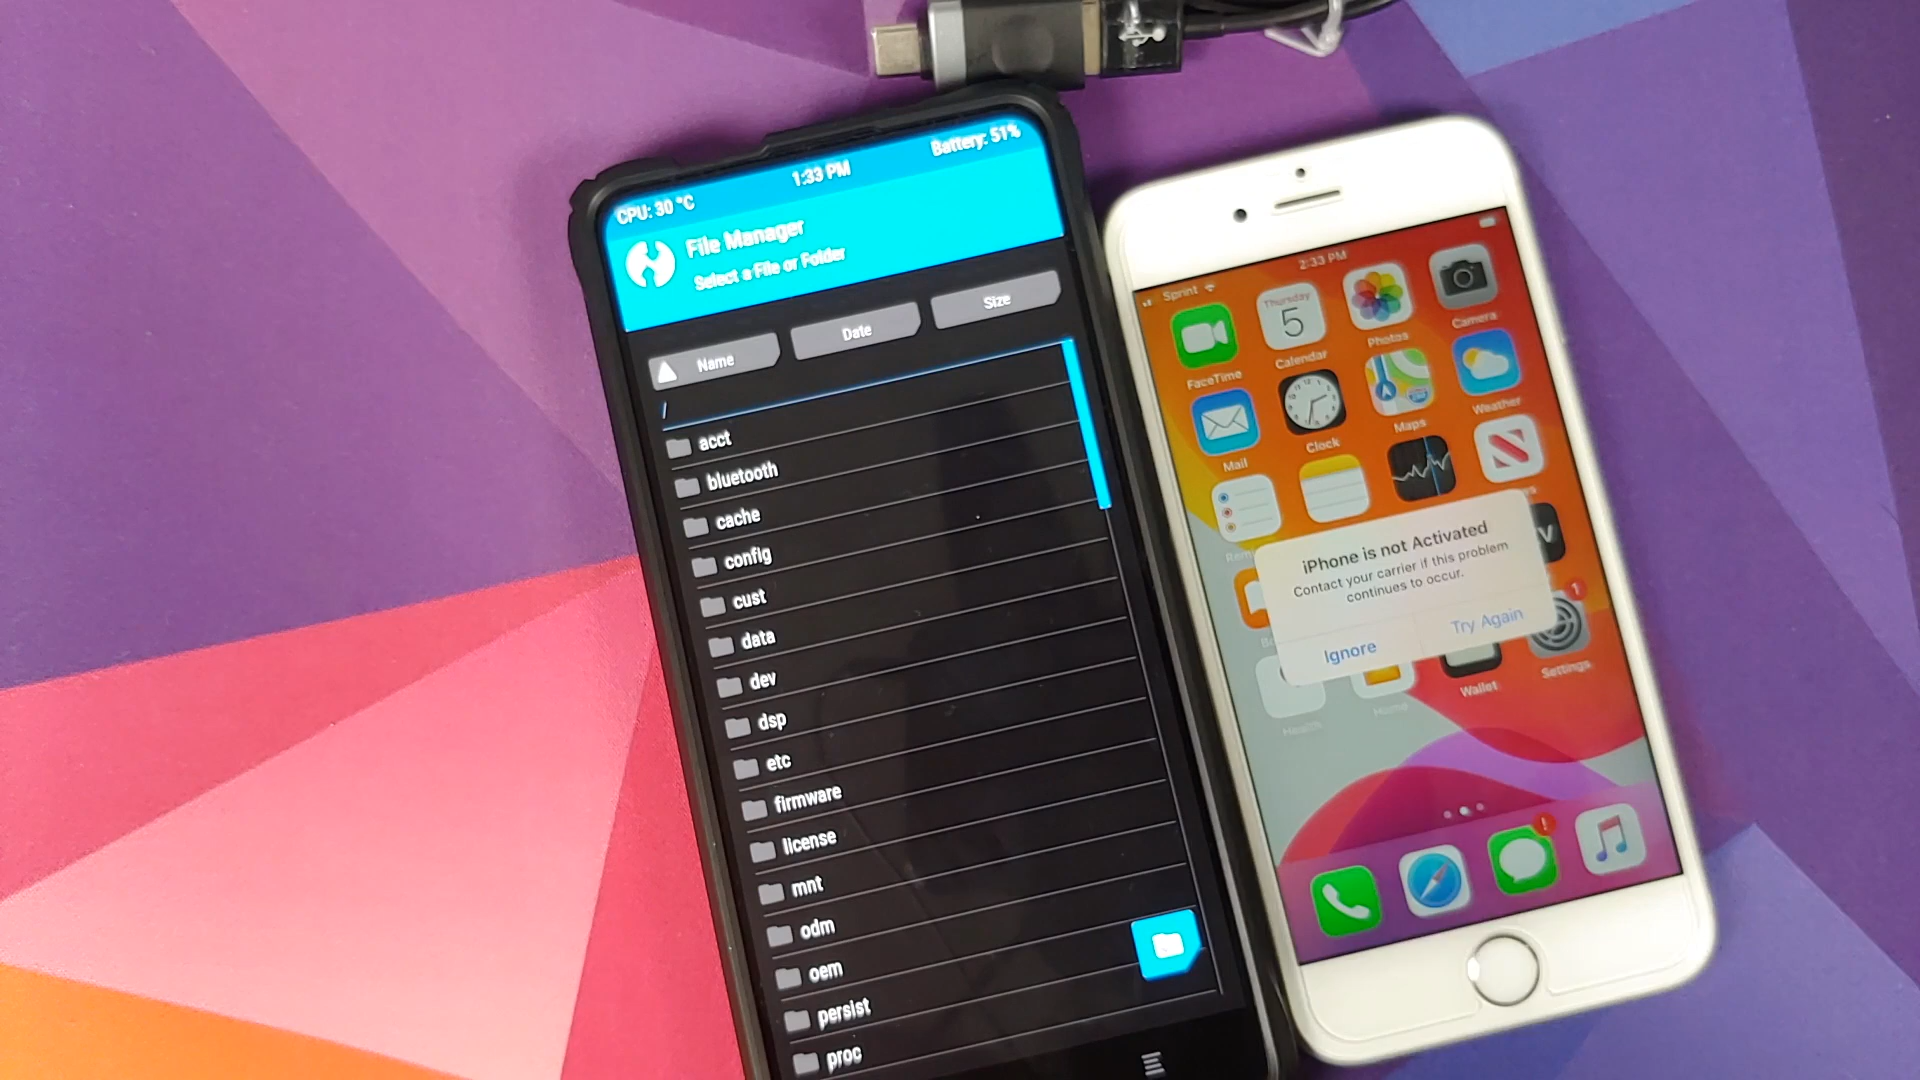 CPU: 30 °C
1:33 PM
Battery: 51%
File Manager
Select a File or Folder
Name
Date
Size
/
acct
bluetooth
cache
config
cust
data
dev
dsp
etc
firmware
license
mnt
odm
oem
persist
proc
Sprint
2:33 PM
Thursday
5
FaceTime
Calendar
Photos
Camera
Mail
Clock
Maps
Weather
iPhone is not Activated
Contact your carrier if this problem
continues to occur.
Ignore
Try Again
1
Health
Home
Wallet
Settings
!